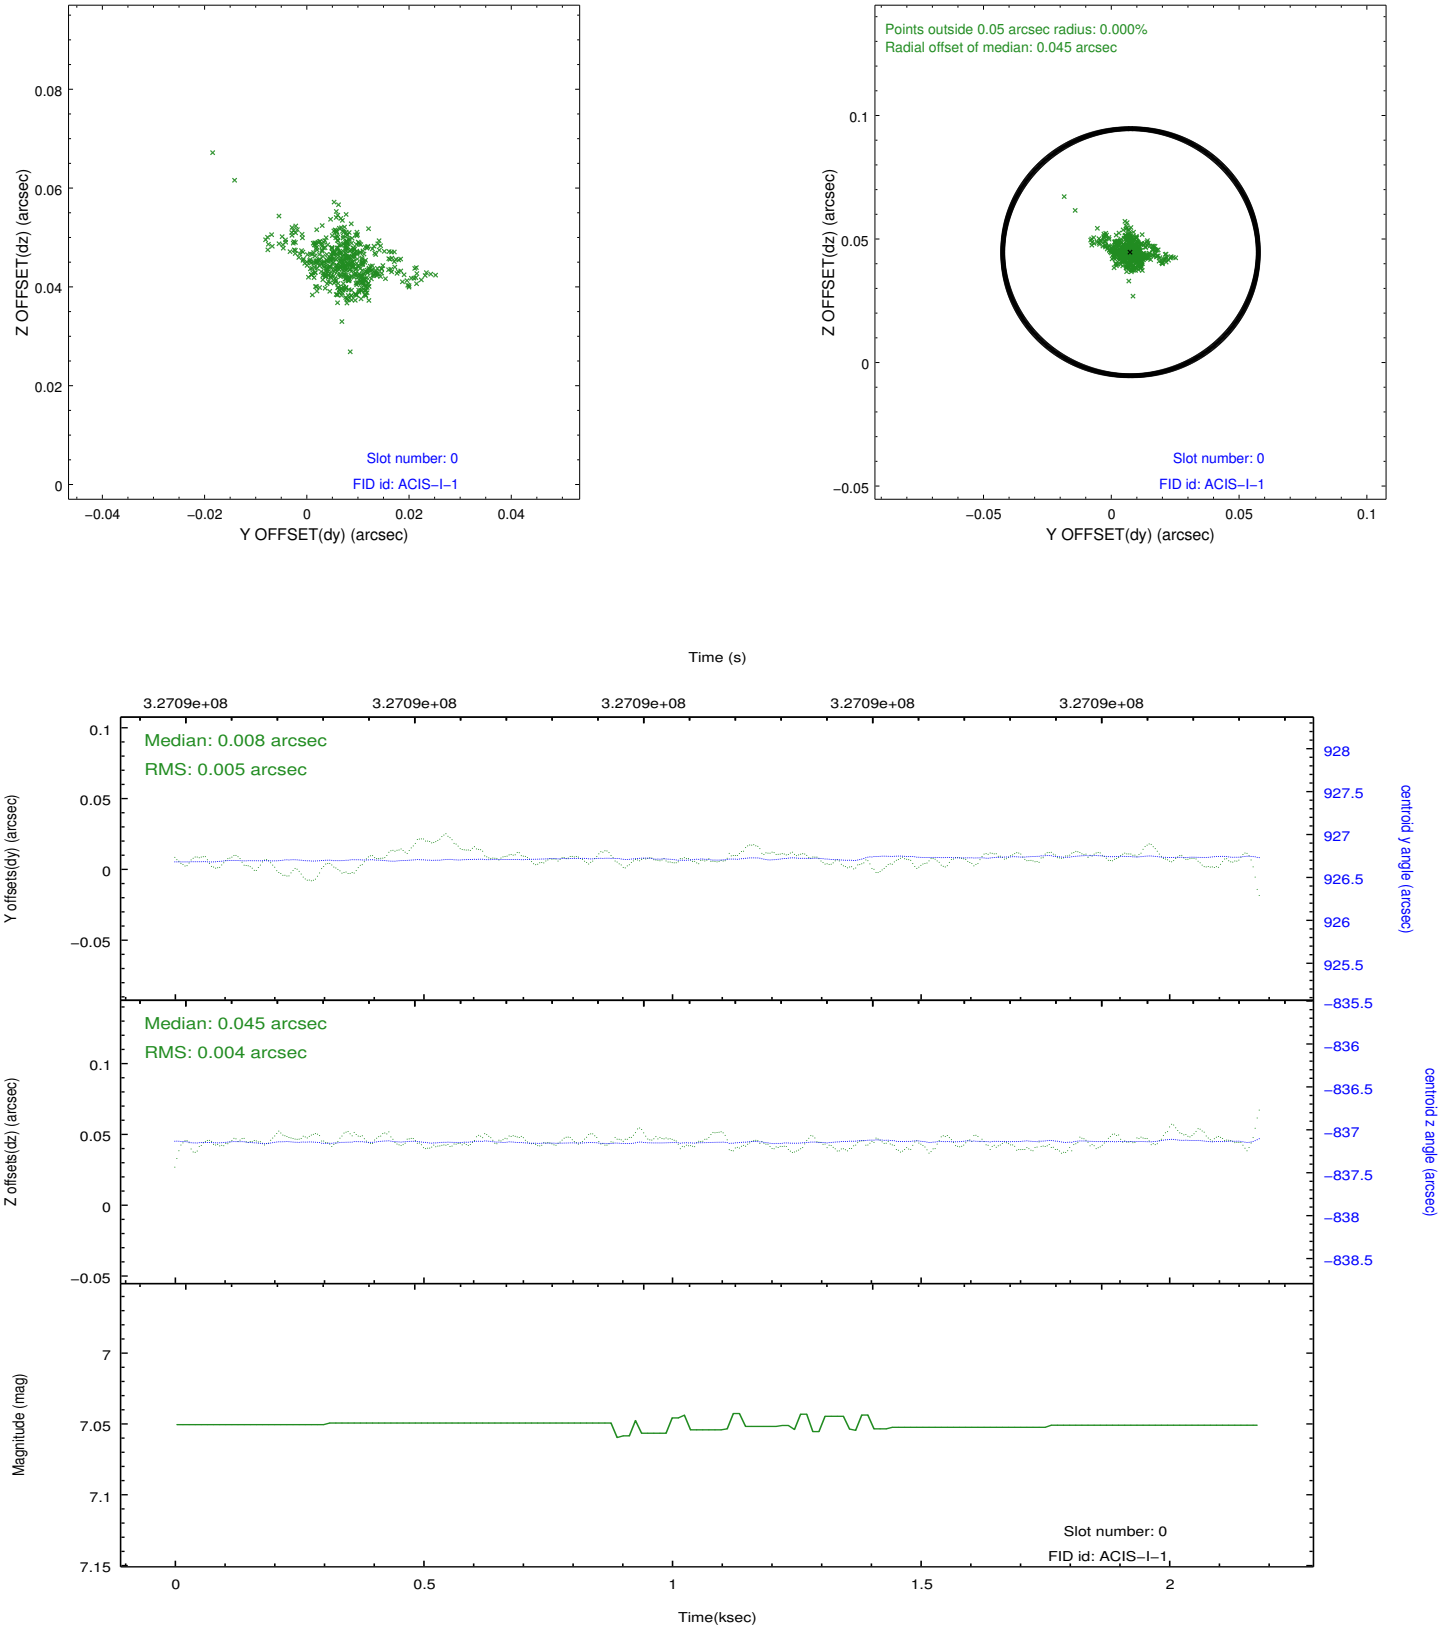 0.08
0.06
0.04
0.02
0
Z OFFSET(dz) (arcsec)
Slot number: 0
FID id: ACIS−I−1
−0.04
−0.02
0
0.02
0.04
Y OFFSET(dy) (arcsec)
Points outside 0.05 arcsec radius: 0.000%
Radial offset of median: 0.045 arcsec
0.1
0.05
0
−0.05
Z OFFSET(dz) (arcsec)
Slot number: 0
FID id: ACIS−I−1
−0.05
0
0.05
0.1
Y OFFSET(dy) (arcsec)
Time (s)
3.2709e+08
3.2709e+08
3.2709e+08
3.2709e+08
3.2709e+08
Median: 0.008 arcsec
RMS: 0.005 arcsec
0.1
0.05
0
−0.05
Y offsets(dy) (arcsec)
928
927.5
927
926.5
926
925.5
centroid y angle (arcsec)
Median: 0.045 arcsec
RMS: 0.004 arcsec
0.1
0.05
0
−0.05
Z offsets(dz) (arcsec)
−835.5
−836
−836.5
−837
−837.5
−838
−838.5
centroid z angle (arcsec)
7
7.05
7.1
7.15
Magnitude (mag)
Slot number: 0
FID id: ACIS−I−1
0
0.5
1
1.5
2
Time(ksec)